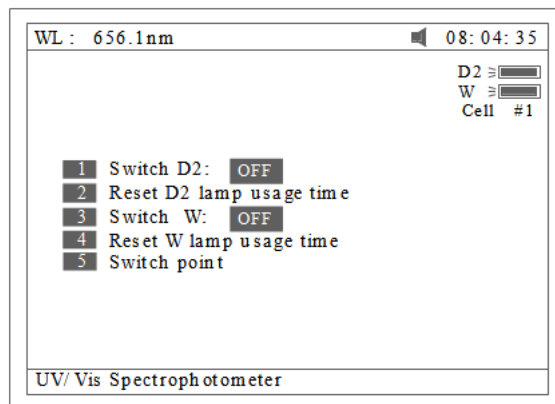 WL: 656.1nm 08:04:35
D2
W
Cell #1
1 Switch D2: OFF
2 Reset D2 lamp usage time
3 Switch W: OFF
4 Reset W lamp usage time
5 Switch point
UV/Vis Spectrophotometer